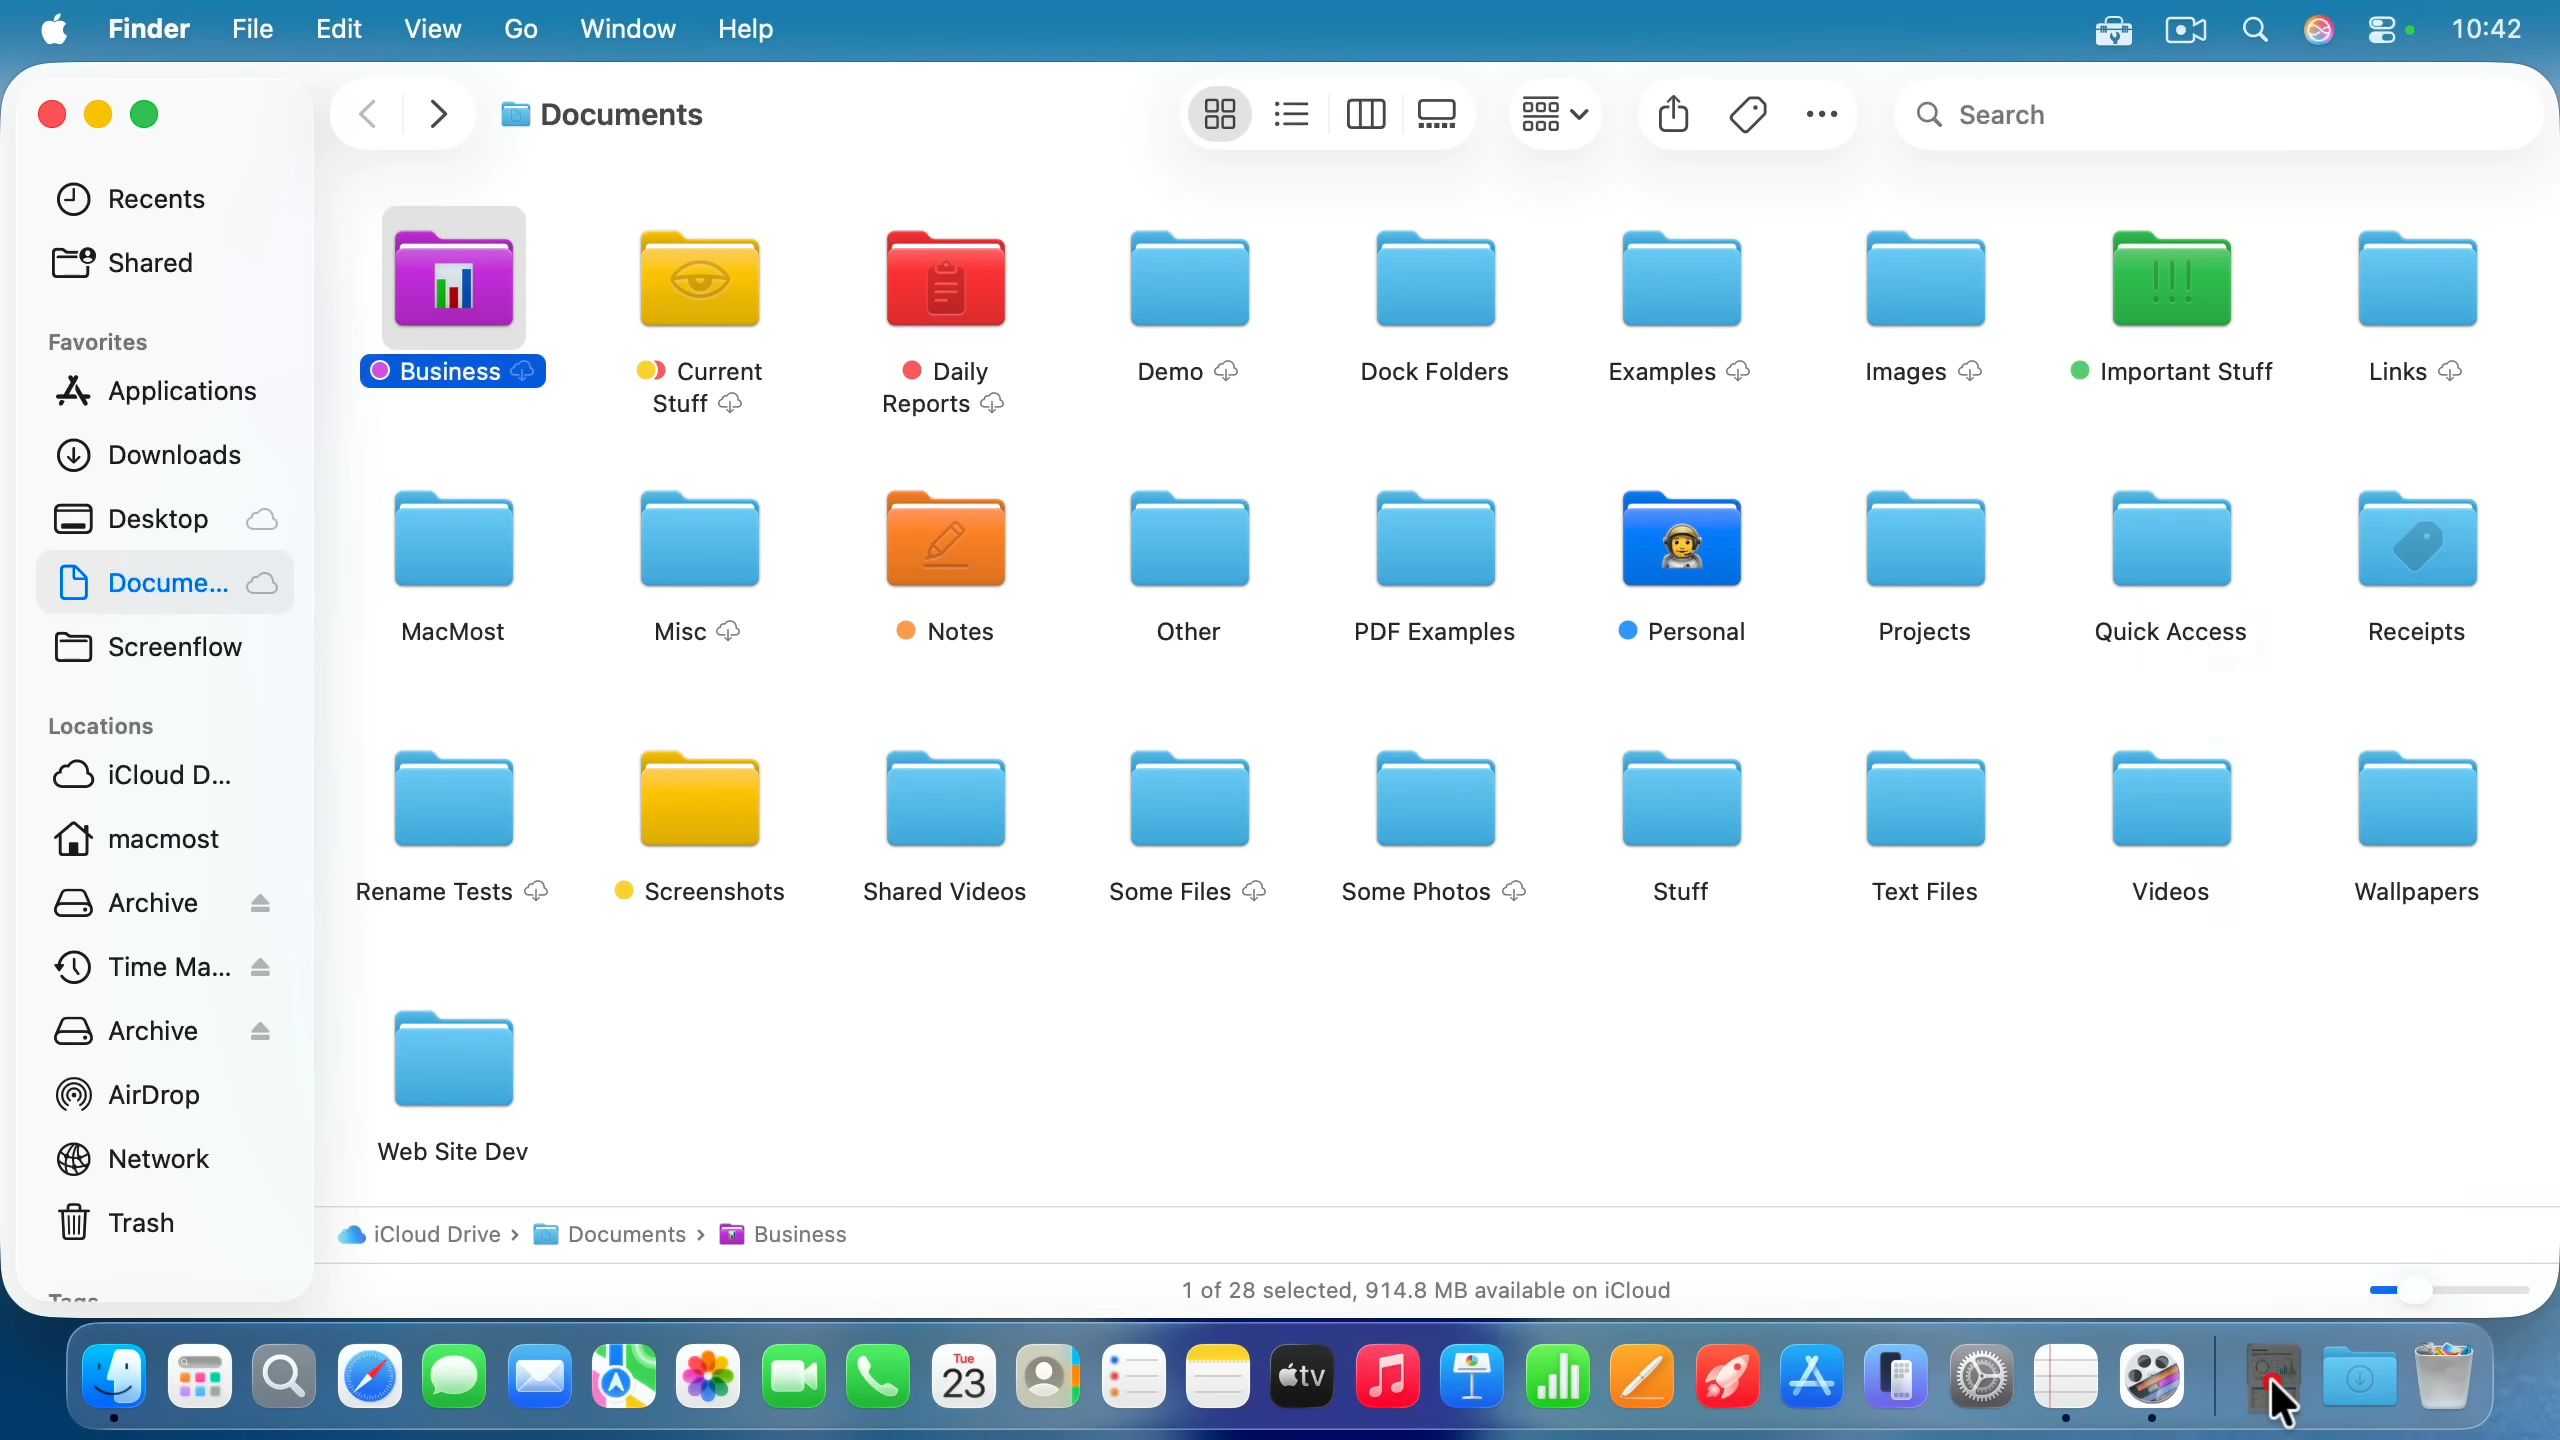 Finder File Edit View Go Window Help 10:42
Documents
Search
Recents
Shared
Favorites
Applications
Downloads
Desktop
Docume...
Screenflow
Locations
iCloud D...
macmost
Archive
Time Ma...
Archive
AirDrop
Network
Trash
Business
Current
Stuff
Daily
Reports
Demo
Dock Folders
Examples
Images
!!!
Important Stuff
Links
MacMost
Misc
Notes
Other
PDF Examples
Personal
Projects
Quick Access
Receipts
Rename Tests
Screenshots
Shared Videos
Some Files
Some Photos
Stuff
Text Files
Videos
Wallpapers
Web Site Dev
iCloud Drive › Documents › Business
1 of 28 selected, 914.8 MB available on iCloud
Tue
23
tv